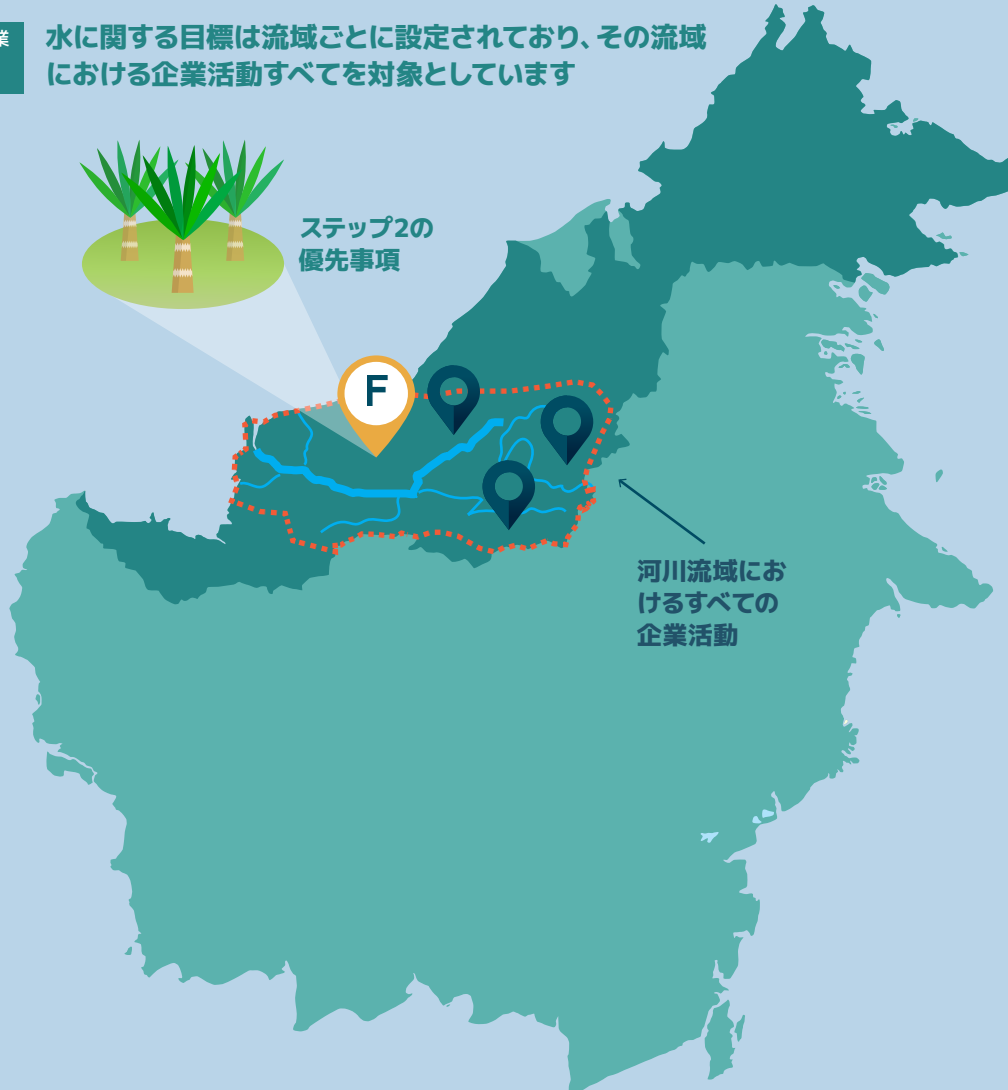 業
水に関する目標は流域ごとに設定されており、その流域
における企業活動すべてを対象としています
ステップ2の
優先事項
F
河川流域にお
けるすべての
企業活動